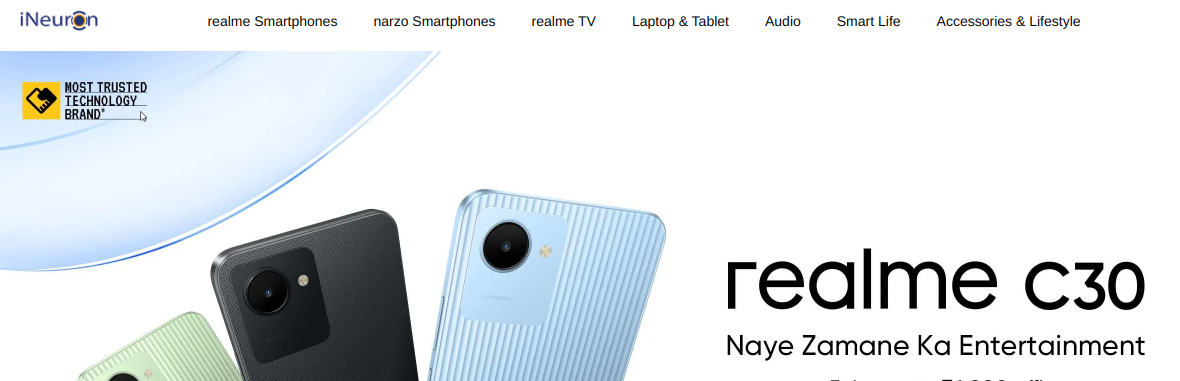 iNeuron
realme Smartphones
narzo Smartphones
realme TV
Laptop & Tablet
Audio
Smart Life
Accessories & Lifestyle
MOST TRUSTED
TECHNOLOGY
BRAND*
realme C30
Naye Zamane Ka Entertainment